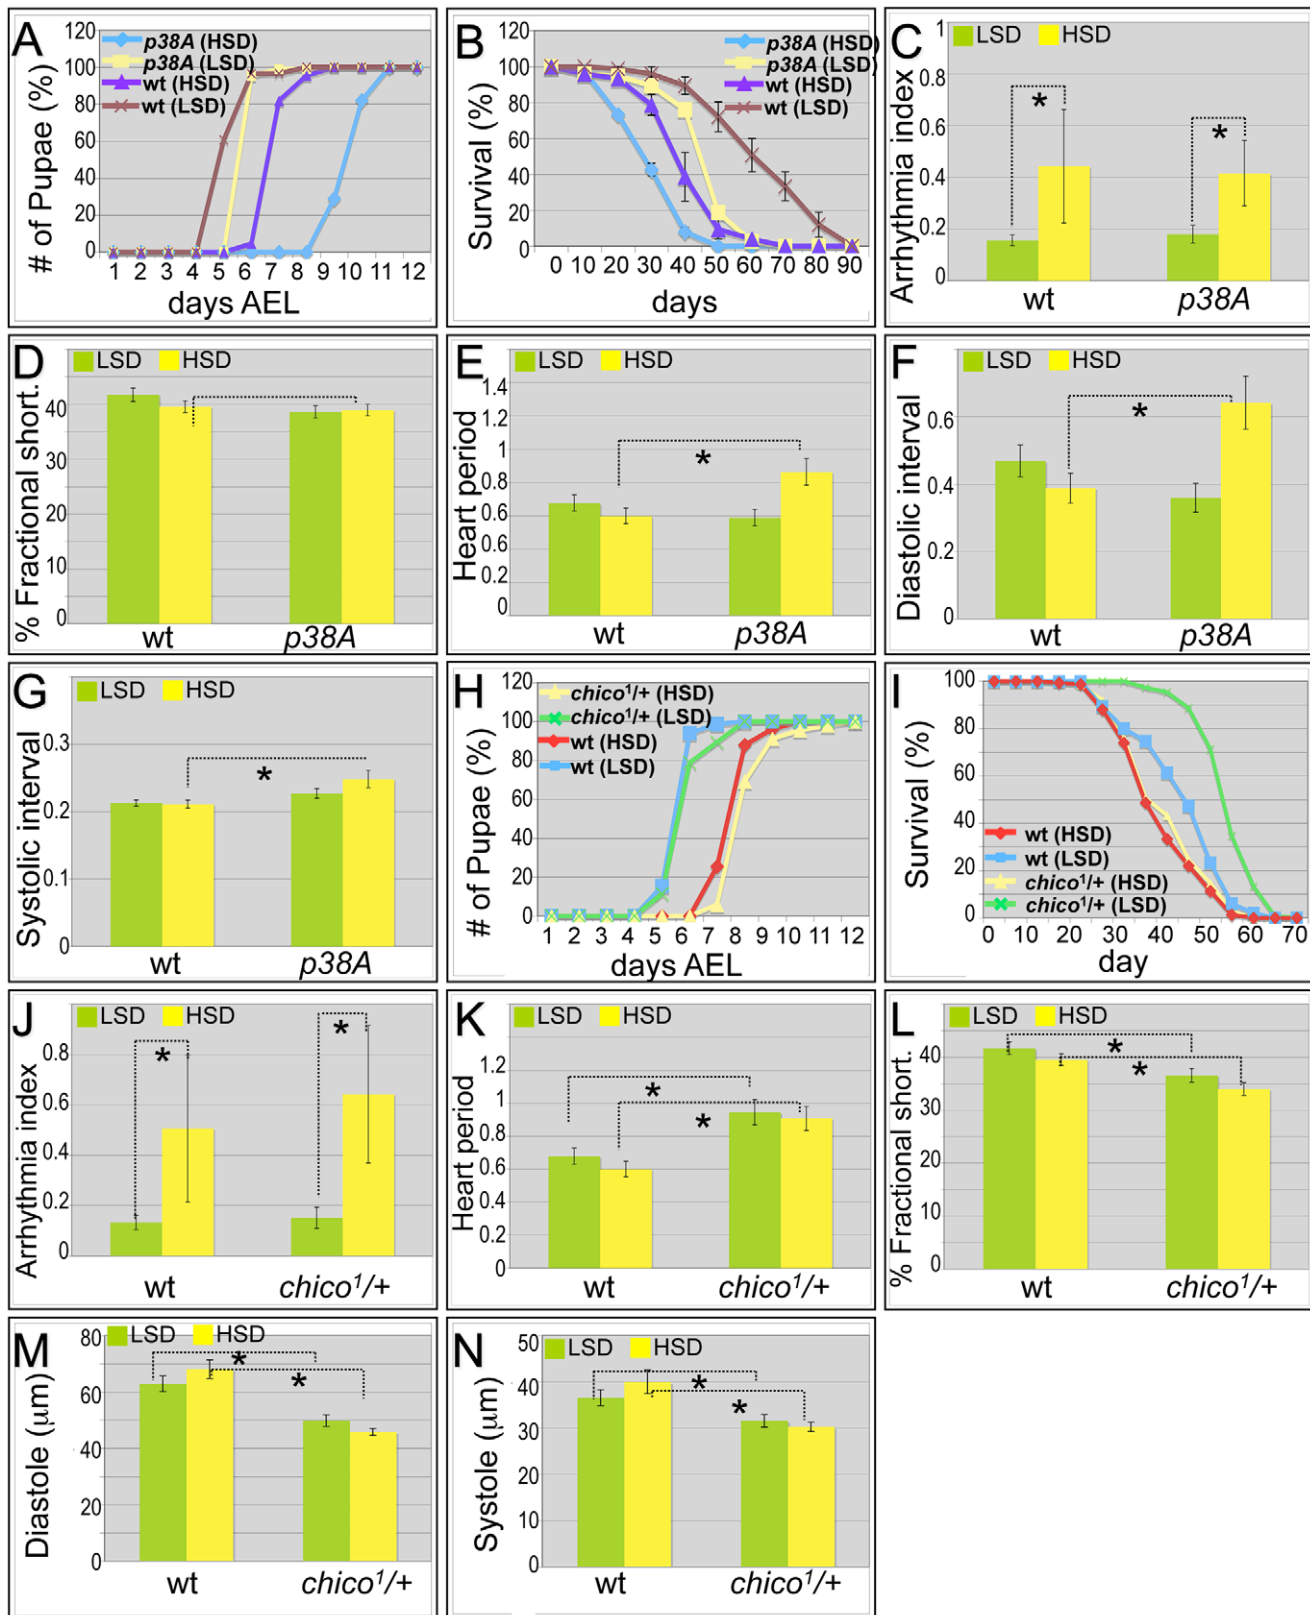 A
# of Pupae (%)
120
100
80
60
40
20
0
p38A (HSD)
p38A (LSD)
wt (HSD)
wt (LSD)
1 2 3 4 5 6 7 8 9 10 11 12
days AEL
B
Survival (%)
120
100
80
60
40
20
0
p38A (HSD)
p38A (LSD)
wt (HSD)
wt (LSD)
0 10 20 30 40 50 60 70 80 90
days
C
Arrhythmia index
1
0.8
0.6
0.4
0.2
0
LSD HSD
*
*
wt p38A
D
% Fractional short.
40
30
20
10
0
LSD HSD
wt p38A
E
Heart period
1.4
1
0.8
0.6
0.2
0
LSD HSD
*
wt p38A
F
Diastolic interval
0.6
0.4
0.2
0
LSD HSD
*
wt p38A
G
Systolic interval
0.3
0.2
0.1
0
LSD HSD
*
wt p38A
H
# of Pupae (%)
120
100
80
60
40
20
0
chico¹/+ (HSD)
chico¹/+ (LSD)
wt (HSD)
wt (LSD)
1 2 3 4 5 6 7 8 9 10 11 12
days AEL
I
Survival (%)
100
80
60
40
20
0
wt (HSD)
wt (LSD)
chico¹/+ (HSD)
chico¹/+ (LSD)
0 10 20 30 40 50 60 70
day
J
Arrhythmia index
0.8
0.6
0.4
0.2
0
LSD HSD
*
*
wt chico¹/+
K
Heart period
1.2
1
0.8
0.6
0.4
0
LSD HSD
*
*
wt chico¹/+
L
% Fractional short.
40
30
20
10
0
LSD HSD
*
*
wt chico¹/+
M
Diastole (μm)
80
60
40
20
0
LSD HSD
*
*
wt chico¹/+
N
Systole (μm)
50
40
30
20
10
0
LSD HSD
*
*
wt chico¹/+